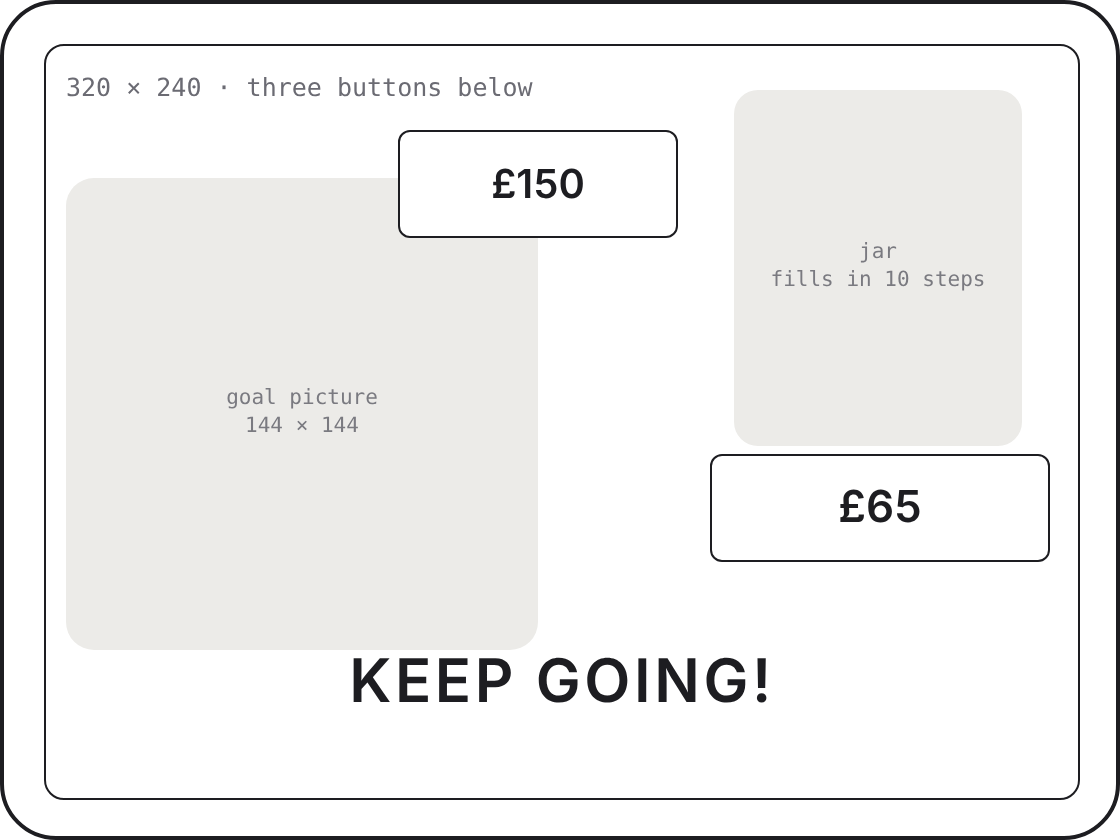 320 × 240 · three buttons below
£150
jar
fills in 10 steps
goal picture
144 × 144
£65
KEEP GOING!